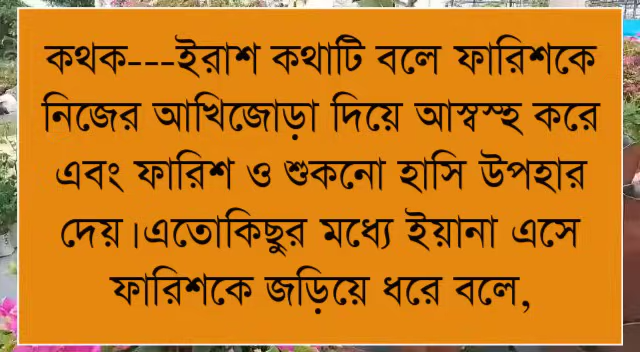 কথক---ইরাশ কথাটি বলে ফারিশকে
নিজের আখিজোড়া দিয়ে আস্বস্হ করে
এবং ফারিশ ও শুকনো হাসি উপহার
দেয়।এতোকিছুর মধ্যে ইয়ানা এসে
ফারিশকে জড়িয়ে ধরে বলে,